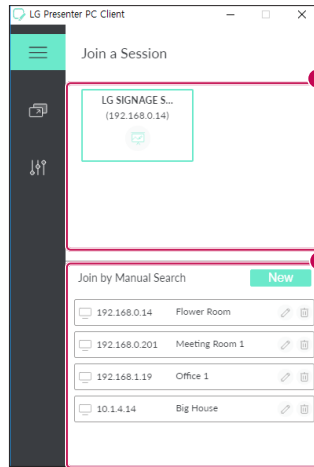 LG Presenter PC Client
Join a Session
LG SIGNAGE S...
(192.168.0.14)
Join by Manual Search
New
192.168.0.14 Flower Room
192.168.0.201 Meeting Room 1
192.168.1.19 Office 1
10.1.4.14 Big House